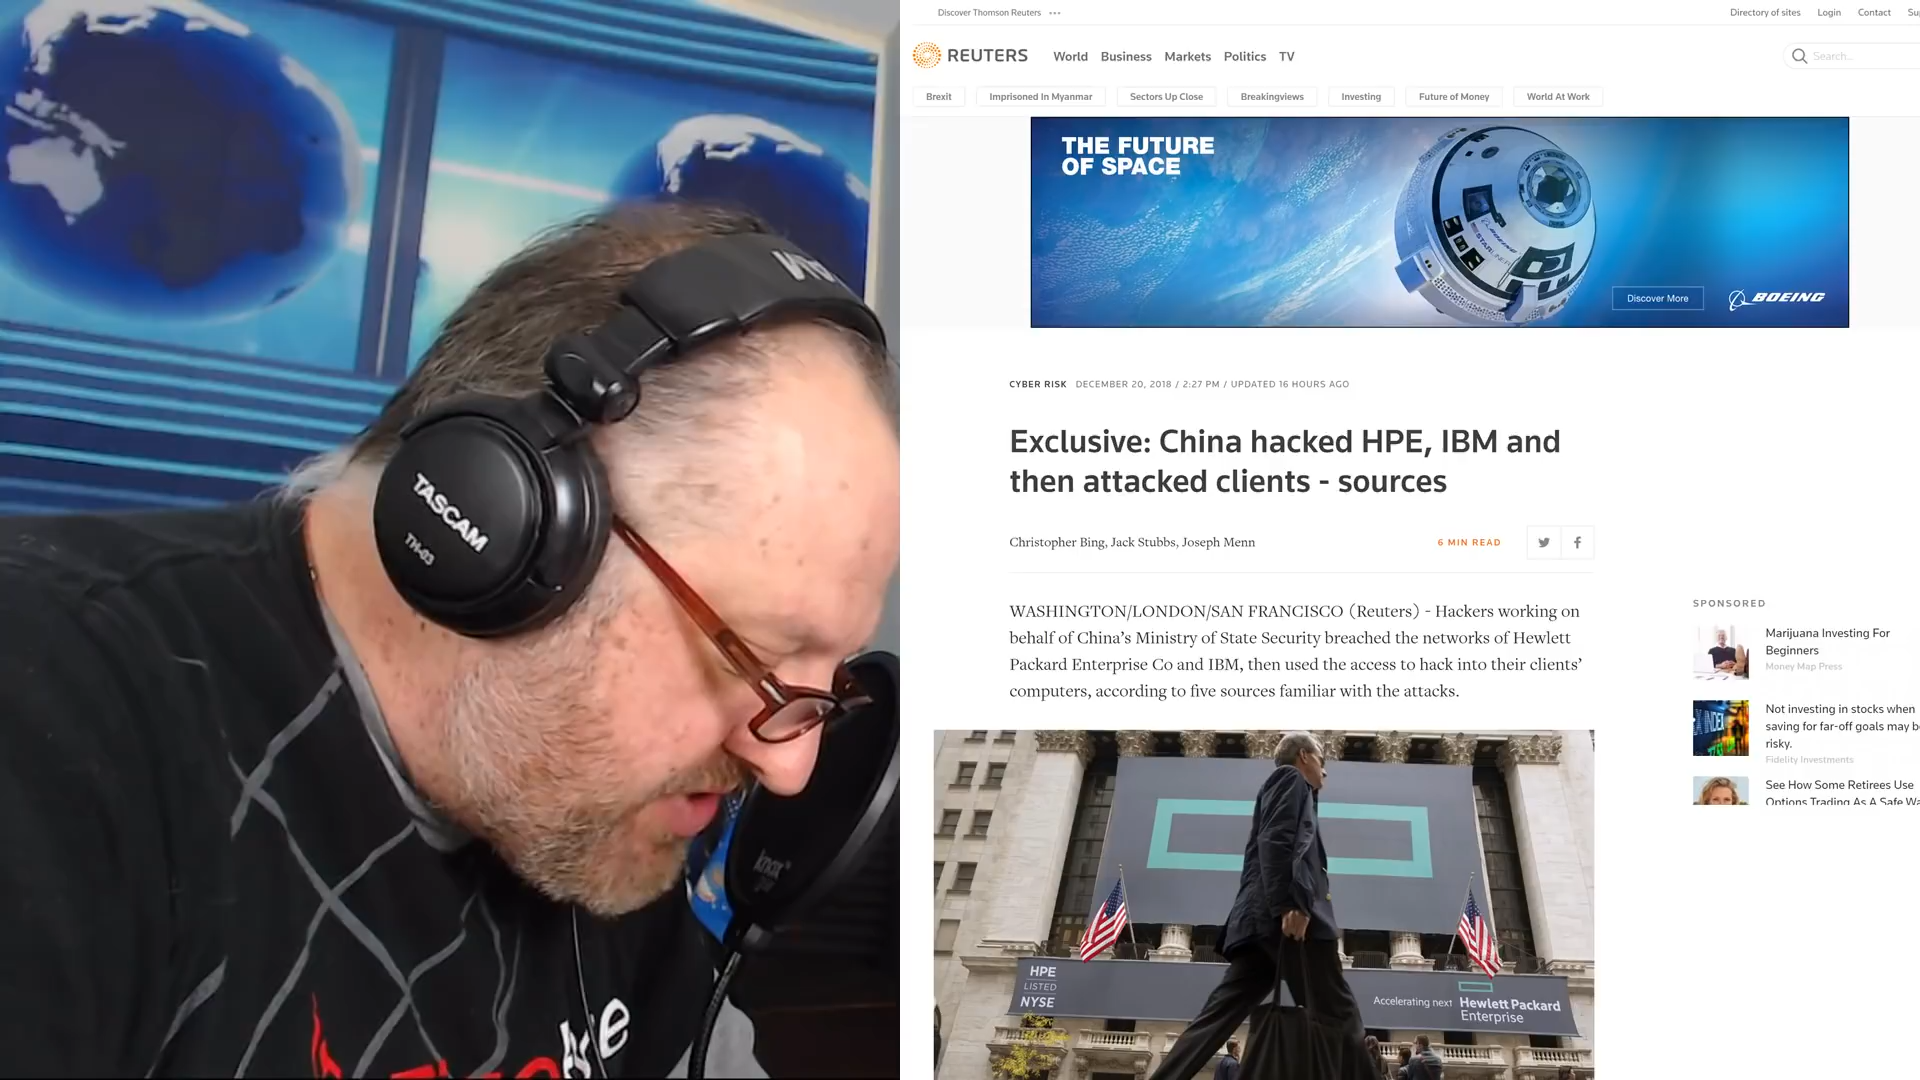 TASCAM
TH-03
knox
Discover Thomson Reuters
Directory of sites
Login
Contact
REUTERS
World
Business
Markets
Politics
TV
Search...
Brexit
Imprisoned In Myanmar
Sectors Up Close
Breakingviews
Investing
Future of Money
World At Work
THE FUTURE
OF SPACE
Discover More
BOEING
CYBER RISK
DECEMBER 20, 2018 / 2:27 PM / UPDATED 16 HOURS AGO
Exclusive: China hacked HPE, IBM and
then attacked clients - sources
Christopher Bing, Jack Stubbs, Joseph Menn
6 MIN READ
WASHINGTON/LONDON/SAN FRANCISCO (Reuters) - Hackers working on
behalf of China’s Ministry of State Security breached the networks of Hewlett
Packard Enterprise Co and IBM, then used the access to hack into their clients’
computers, according to five sources familiar with the attacks.
SPONSORED
Marijuana Investing For
Beginners
Money Map Press
Not investing in stocks when
saving for far-off goals may
risky.
Fidelity Investments
See How Some Retirees Use
Options Trading As A Safe
HPE
LISTED
NYSE
Accelerating next
Hewlett Packard
Enterprise